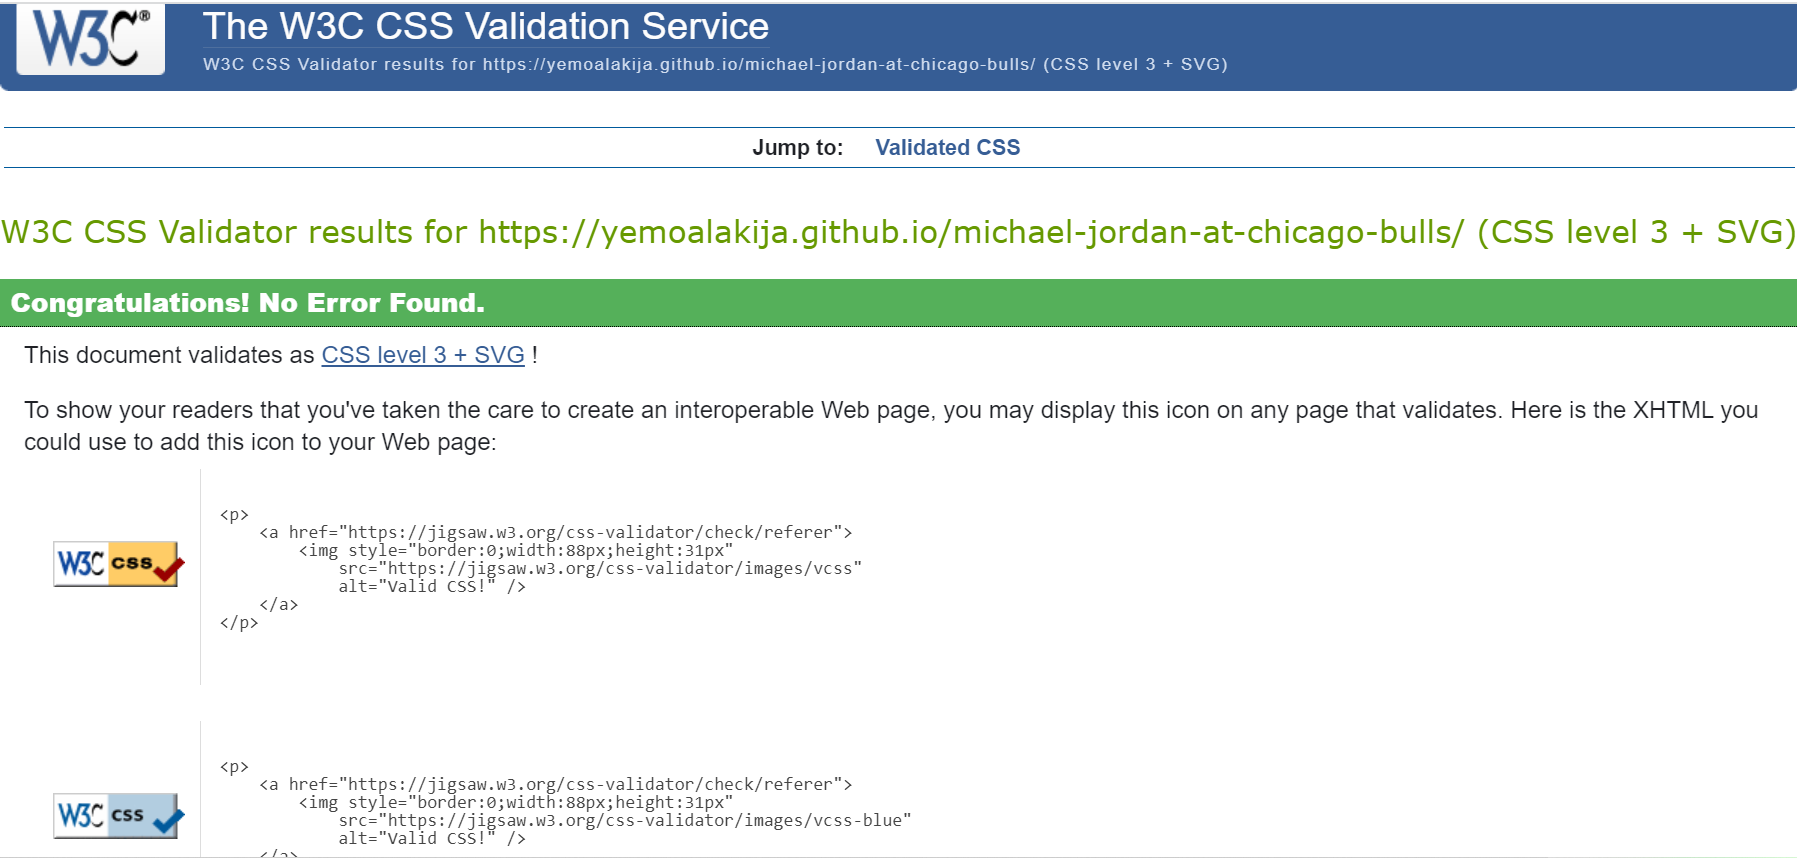 W3C®
The W3C CSS Validation Service
W3C CSS Validator results for https://yemoalakija.github.io/michael-jordan-at-chicago-bulls/ (CSS level 3 + SVG)
Jump to: Validated CSS
W3C CSS Validator results for https://yemoalakija.github.io/michael-jordan-at-chicago-bulls/ (CSS level 3 + SVG)
Congratulations! No Error Found.
This document validates as CSS level 3 + SVG !
To show your readers that you've taken the care to create an interoperable Web page, you may display this icon on any page that validates. Here is the XHTML you
could use to add this icon to your Web page:
W3C css
<p>
    <a href="https://jigsaw.w3.org/css-validator/check/referer">
        <img style="border:0;width:88px;height:31px"
            src="https://jigsaw.w3.org/css-validator/images/vcss"
            alt="Valid CSS!" />
    </a>
</p>
W3C css
<p>
    <a href="https://jigsaw.w3.org/css-validator/check/referer">
        <img style="border:0;width:88px;height:31px"
            src="https://jigsaw.w3.org/css-validator/images/vcss-blue"
            alt="Valid CSS!" />
    </a>